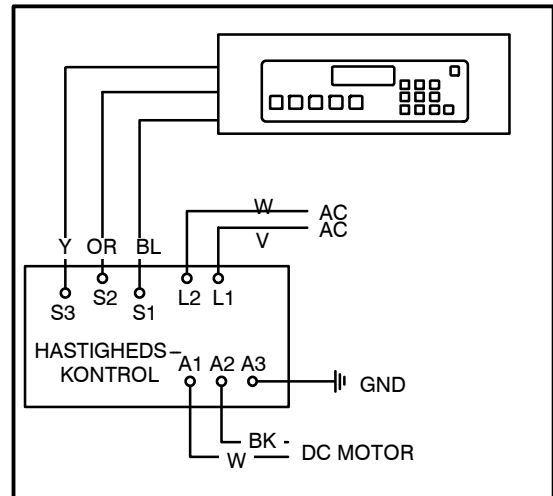 W AC
V AC
Y OR BL
S3 S2 S1 L2 L1
HASTIGHEDS–
KONTROL
A1 A2 A3
GND
BK
W DC MOTOR